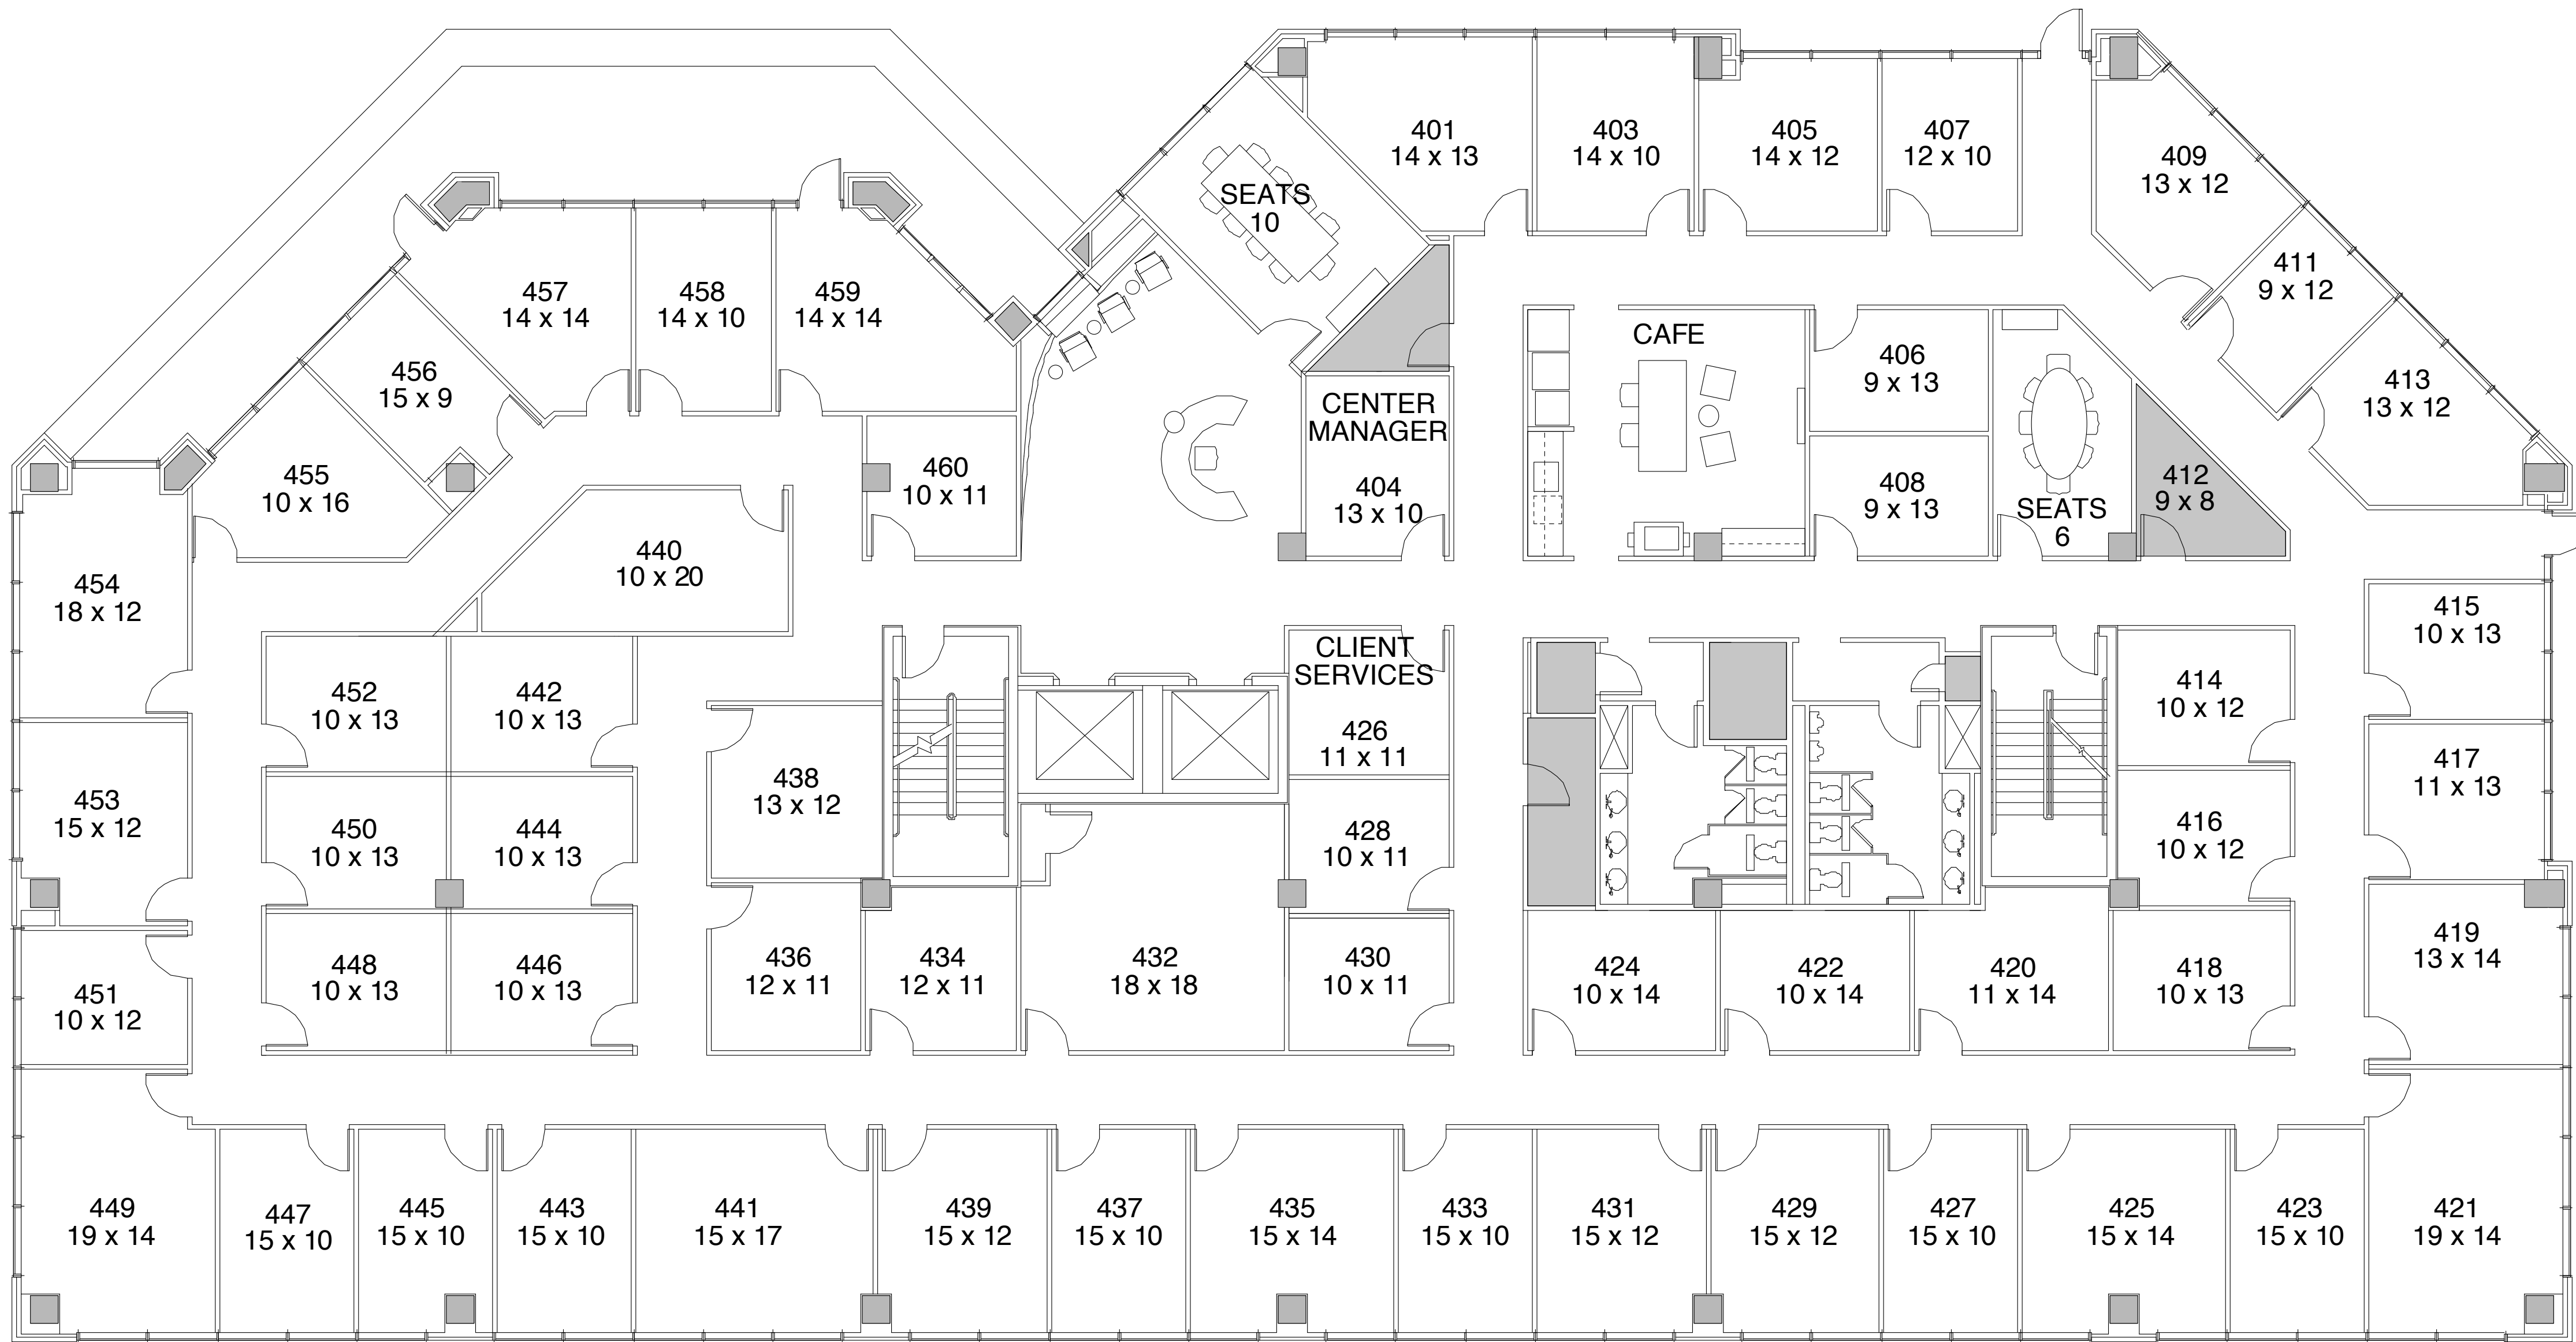 401
14 x 13
403
14 x 10
405
14 x 12
407
12 x 10
409
13 x 12
SEATS
10
411
9 x 12
457
14 x 14
458
14 x 10
459
14 x 14
CAFE
406
9 x 13
413
13 x 12
456
15 x 9
CENTER
MANAGER
404
13 x 10
455
10 x 16
460
10 x 11
408
9 x 13
SEATS
6
412
9 x 8
454
18 x 12
440
10 x 20
415
10 x 13
452
10 x 13
442
10 x 13
CLIENT
SERVICES
426
11 x 11
414
10 x 12
417
11 x 13
438
13 x 12
453
15 x 12
450
10 x 13
444
10 x 13
428
10 x 11
416
10 x 12
419
13 x 14
451
10 x 12
448
10 x 13
446
10 x 13
436
12 x 11
434
12 x 11
432
18 x 18
430
10 x 11
424
10 x 14
422
10 x 14
420
11 x 14
418
10 x 13
449
19 x 14
447
15 x 10
445
15 x 10
443
15 x 10
441
15 x 17
439
15 x 12
437
15 x 10
435
15 x 14
433
15 x 10
431
15 x 12
429
15 x 12
427
15 x 10
425
15 x 14
423
15 x 10
421
19 x 14